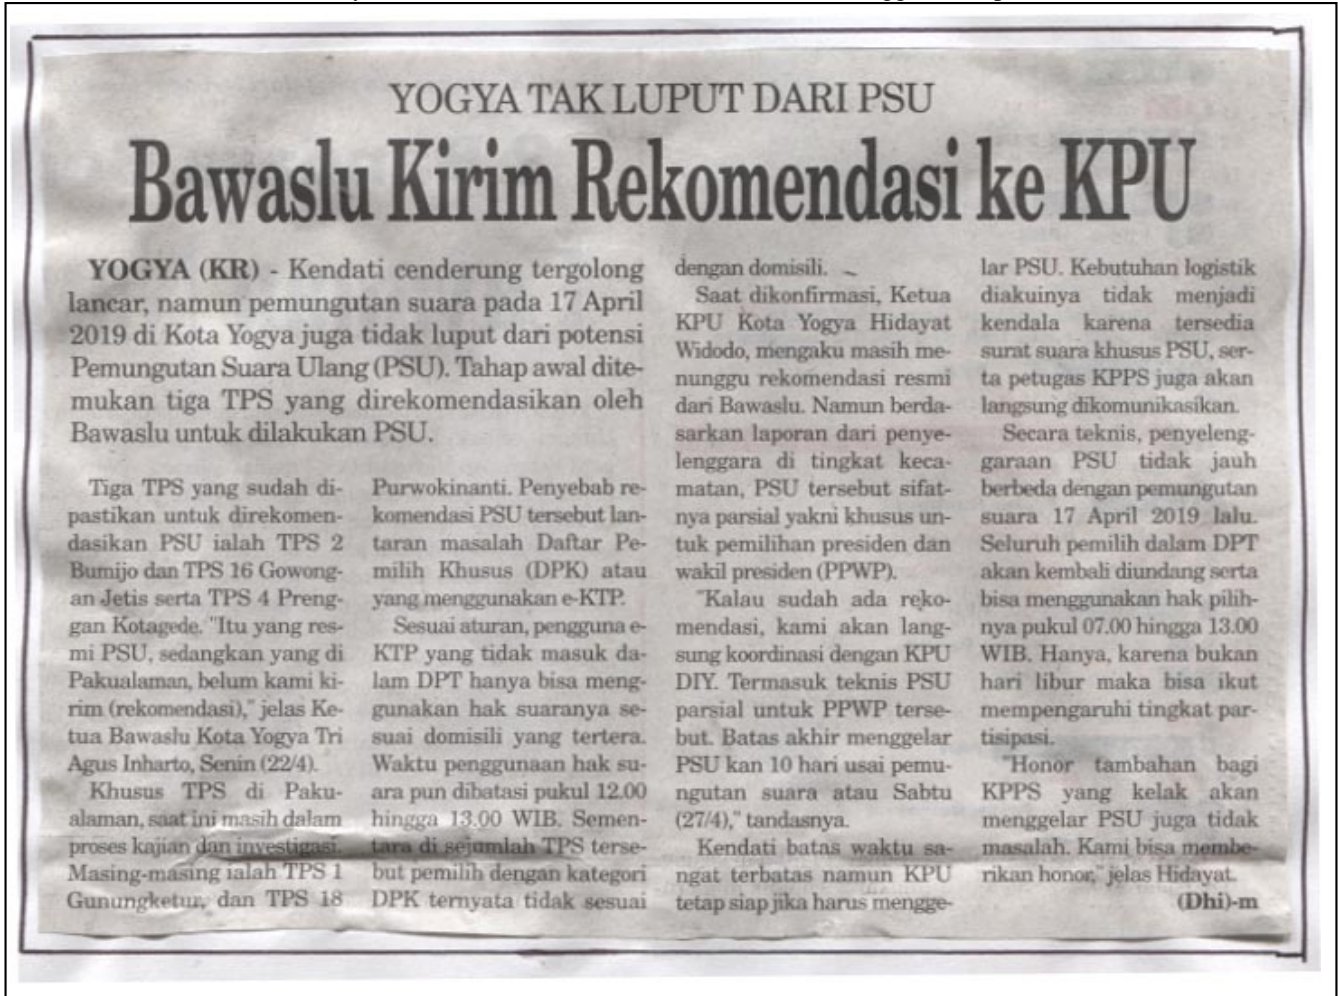 YOGYA TAK LUPUT DARI PSU
Bawaslu Kirim Rekomendasi ke KPU
YOGYA (KR) - Kendati cenderung tergolong
lancar, namun pemungutan suara pada 17 April
2019 di Kota Yogya juga tidak luput dari potensi
Pemungutan Suara Ulang (PSU). Tahap awal dite-
mukan tiga TPS yang direkomendasikan oleh
Bawaslu untuk dilakukan PSU.
Tiga TPS yang sudah di-
pastikan untuk direkomen-
dasikan PSU ialah TPS 2
Bumijo dan TPS 16 Gowong-
an Jetis serta TPS 4 Preng-
gan Kotagede. "Itu yang res-
mi PSU, sedangkan yang di
Pakualaman, belum kami ki-
rim (rekomendasi)," jelas Ke-
tua Bawaslu Kota Yogya Tri
Agus Inharto, Senin (22/4).
Khusus TPS di Paku-
alaman, saat ini masih dalam
proses kajian dan investigasi.
Masing-masing ialah TPS 1
Gunungketur, dan TPS 18
Purwokinanti. Penyebab re-
komendasi PSU tersebut lan-
taran masalah Daftar Pe-
milih Khusus (DPK) atau
yang menggunakan e-KTP.
Sesuai aturan, pengguna e-
KTP yang tidak masuk da-
lam DPT hanya bisa meng-
gunakan hak suaranya se-
suai domisili yang tertera.
Waktu penggunaan hak su-
ara pun dibatasi pukul 12.00
hingga 13.00 WIB. Semen-
tara di sejumlah TPS terse-
but pemilih dengan kategori
DPK ternyata tidak sesuai
dengan domisili.
Saat dikonfirmasi, Ketua
KPU Kota Yogya Hidayat
Widodo, mengaku masih me-
nunggu rekomendasi resmi
dari Bawaslu. Namun berda-
sarkan laporan dari penye-
lenggara di tingkat keca-
matan, PSU tersebut sifat-
nya parsial yakni khusus un-
tuk pemilihan presiden dan
wakil presiden (PPWP).
"Kalau sudah ada reko-
mendasi, kami akan lang-
sung koordinasi dengan KPU
DIY. Termasuk teknis PSU
parsial untuk PPWP terse-
but. Batas akhir menggelar
PSU kan 10 hari usai pemu-
ngutan suara atau Sabtu
(27/4)," tandasnya.
Kendati batas waktu sa-
ngat terbatas namun KPU
tetap siap jika harus mengge-
lar PSU. Kebutuhan logistik
diakuinya tidak menjadi
kendala karena tersedia
surat suara khusus PSU, ser-
ta petugas KPPS juga akan
langsung dikomunikasikan.
Secara teknis, penyeleng-
garaan PSU tidak jauh
berbeda dengan pemungutan
suara 17 April 2019 lalu.
Seluruh pemilih dalam DPT
akan kembali diundang serta
bisa menggunakan hak pilih-
nya pukul 07.00 hingga 13.00
WIB. Hanya, karena bukan
hari libur maka bisa ikut
mempengaruhi tingkat par-
tisipasi.
"Honor tambahan bagi
KPPS yang kelak akan
menggelar PSU juga tidak
masalah. Kami bisa membe-
rikan honor," jelas Hidayat.
(Dhi)-m